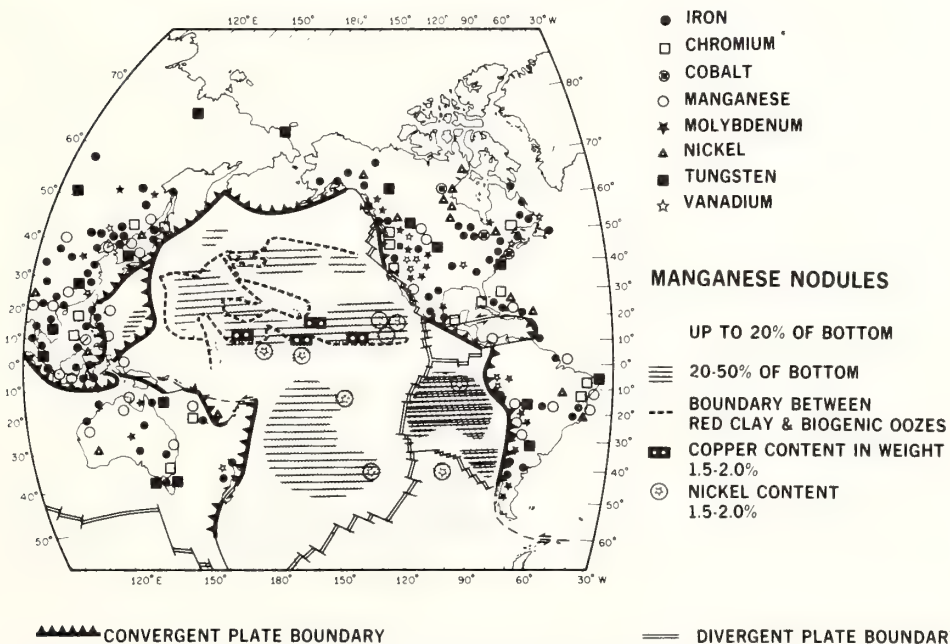 120°E 150° 180° 150° 120° 90° 60° 30°W
70°
60°
50°
40°
30°
20°
10°
0°
10°
20°
30°
40°
50°
80°
70°
60°
50°
40°
30°
20°
10°
0°
10°
20°
30°
40°
50°
60°
120°E 150° 180° 150° 120° 90° 60° 30°W
IRON
CHROMIUM
COBALT
MANGANESE
MOLYBDENUM
NICKEL
TUNGSTEN
VANADIUM
MANGANESE NODULES
UP TO 20% OF BOTTOM
20-50% OF BOTTOM
BOUNDARY BETWEEN
RED CLAY & BIOGENIC OOZES
COPPER CONTENT IN WEIGHT
1.5-2.0%
NICKEL CONTENT
1.5-2.0%
CONVERGENT PLATE BOUNDARY
DIVERGENT PLATE BOUNDAR